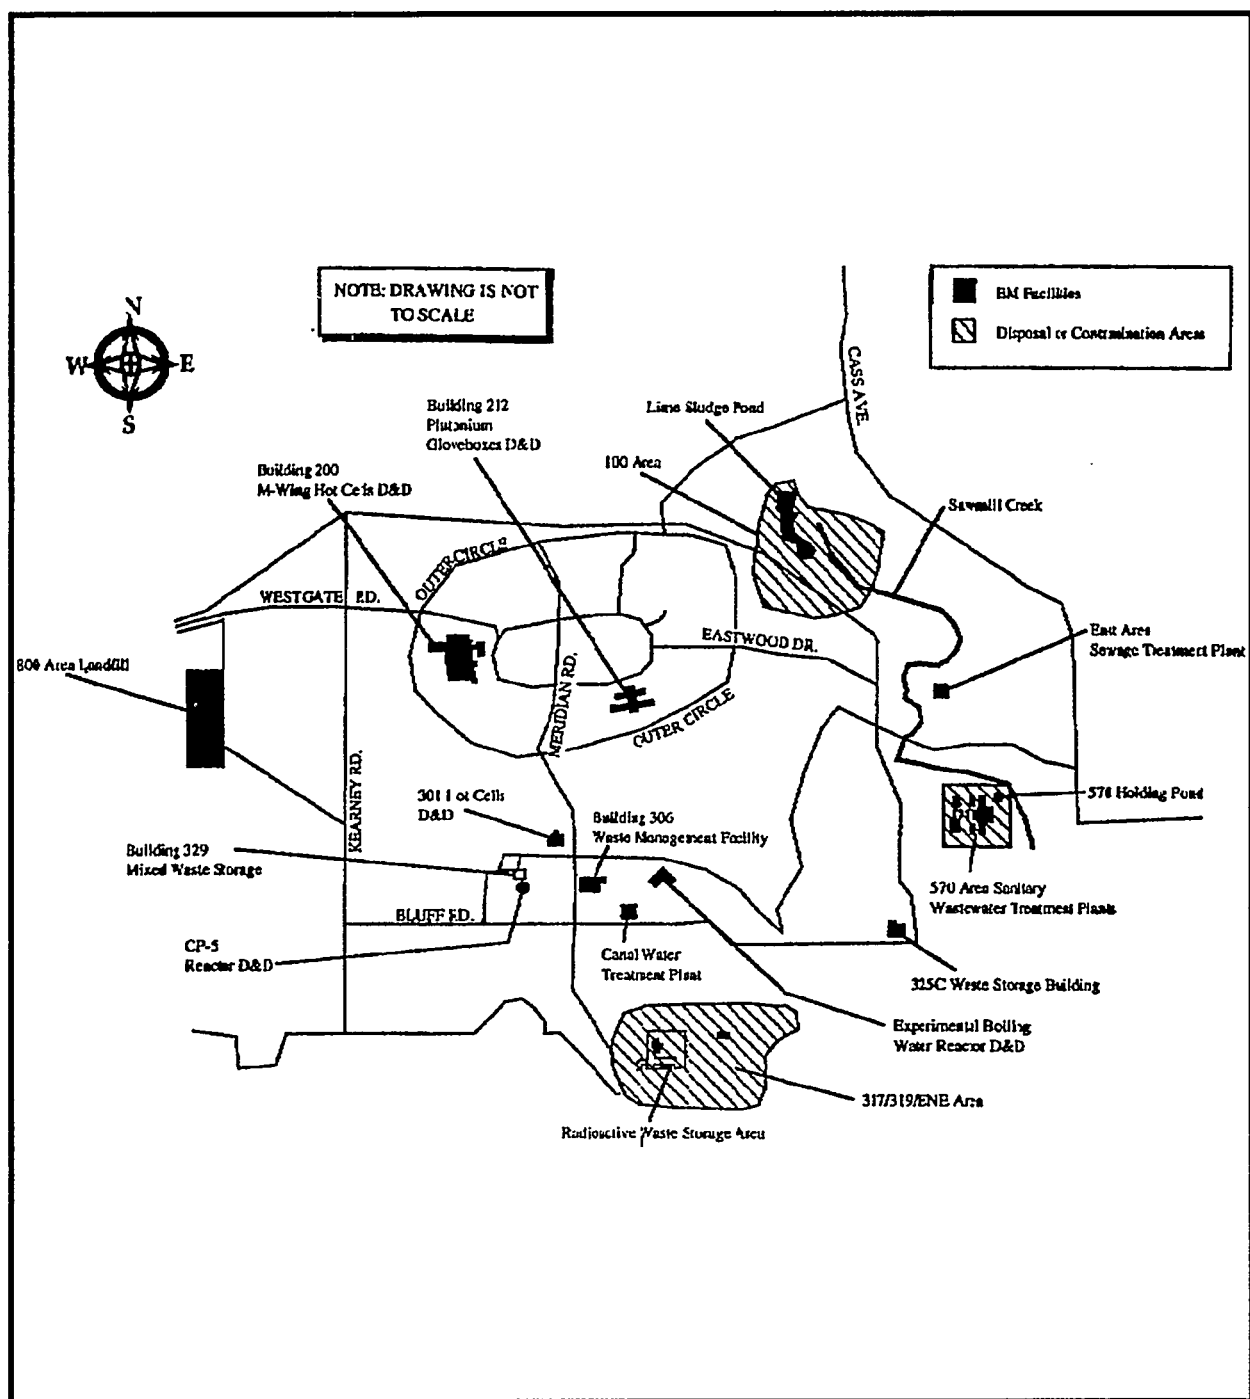 NOTE: DRAWING IS NOT
TO SCALE
EM Facilities
Disposal or Contamination Areas
N
W
E
S
CASS AVE.
Building 212
Plutonium
Gloveboxes D&D
Lime Sludge Pond
100 Area
Building 200
M-Wing Hot Cells D&D
Sawmill Creek
OUTER CIRCLE
WESTGATE RD.
EASTWOOD DR.
East Area
Sewage Treatment Plant
800 Area Landfill
MERIDIAN RD.
OUTER CIRCLE
KEARNEY RD.
301 Hot Cells
D&D
570 Holding Pond
Building 306
Waste Management Facility
Building 329
Mixed Waste Storage
570 Area Sanitary
Wastewater Treatment Plants
BLUFF RD.
CP-5
Reactor D&D
Canal Water
Treatment Plant
325C Waste Storage Building
Experimental Boiling
Water Reactor D&D
317/319/ENE Area
Radioactive Waste Storage Area